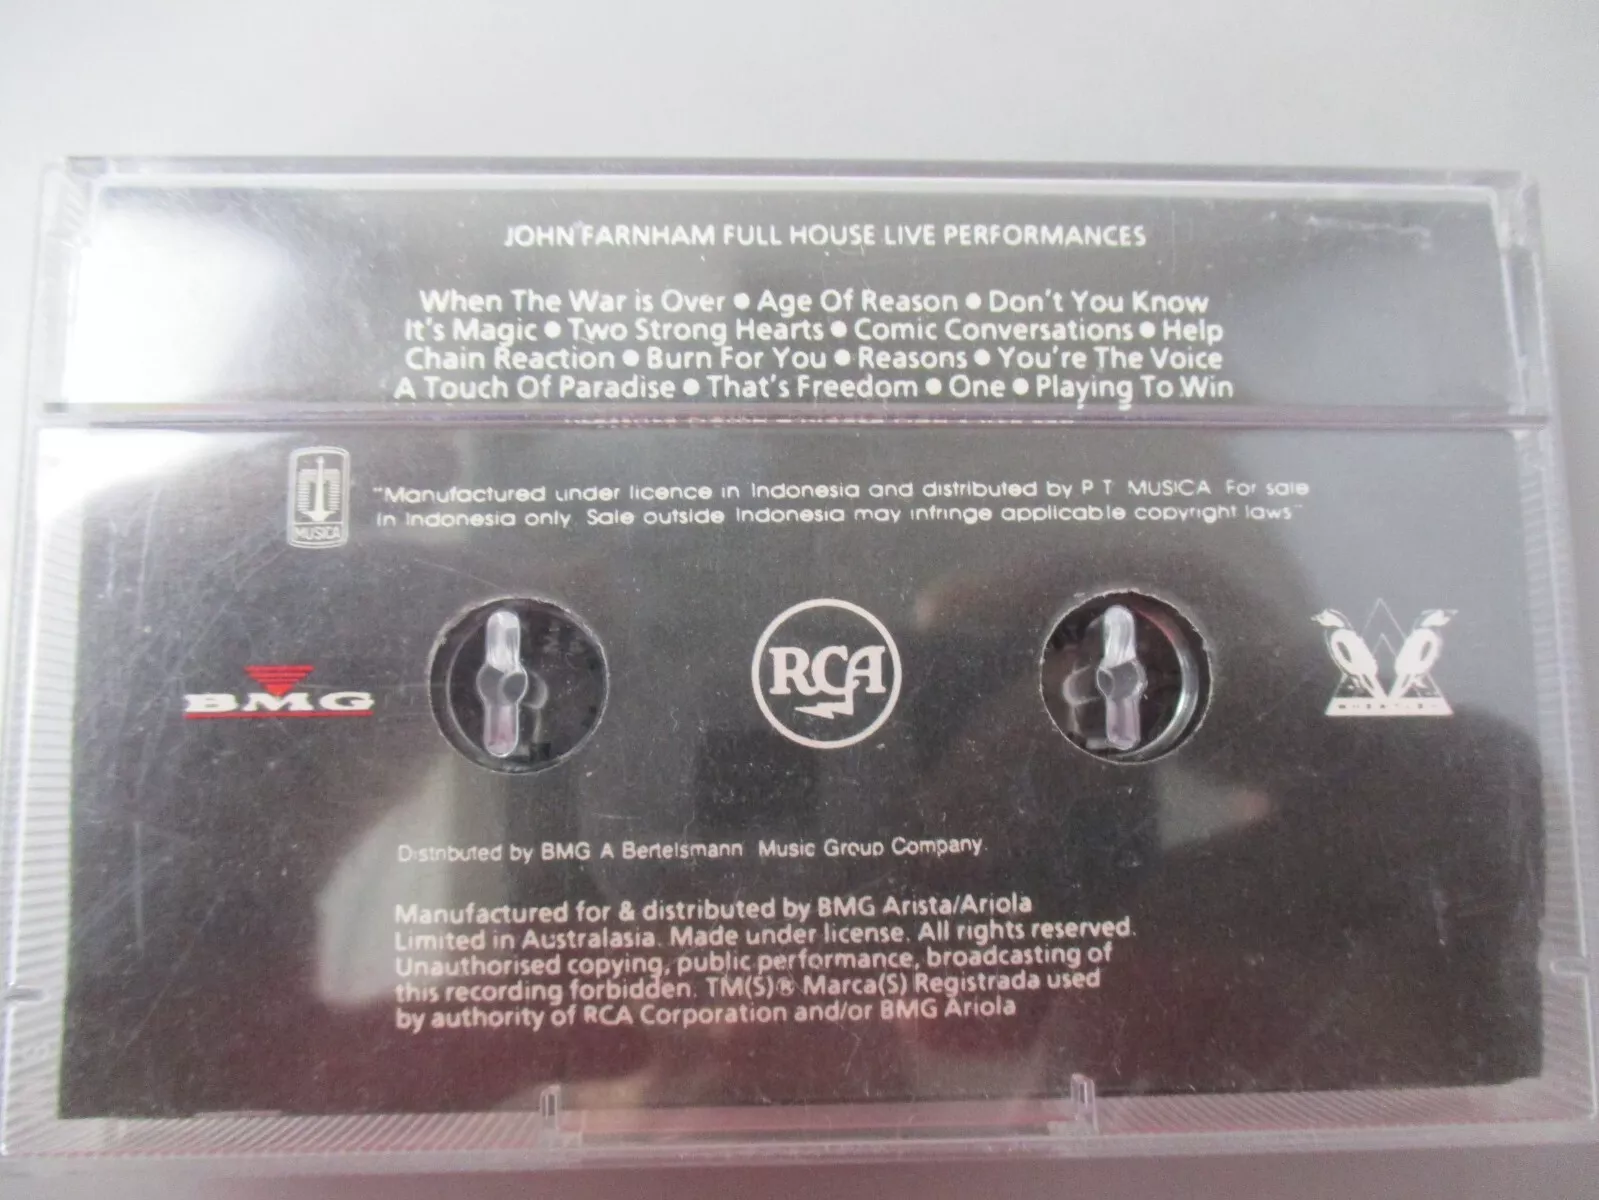 JOHN FARNHAM FULL HOUSE LIVE PERFORMANCES
When The War is Over • Age Of Reason • Don't You Know
It's Magic • Two Strong Hearts • Comic Conversations • Help
Chain Reaction • Burn For You • Reasons • You're The Voice
A Touch Of Paradise • That's Freedom • One • Playing To Win
MUSICA
"Manufactured under licence in Indonesia and distributed by P T MUSICA For sale
in Indonesia only. Sale outside Indonesia may infringe applicable copyright laws"
BMG
RCA
WHEATLEY
Distributed by BMG A Bertelsmann Music Group Company.
Manufactured for & distributed by BMG Arista/Ariola
Limited in Australasia. Made under license. All rights reserved.
Unauthorised copying, public performance, broadcasting of
this recording forbidden. TM(S)® Marca(S) Registrada used
by authority of RCA Corporation and/or BMG Ariola